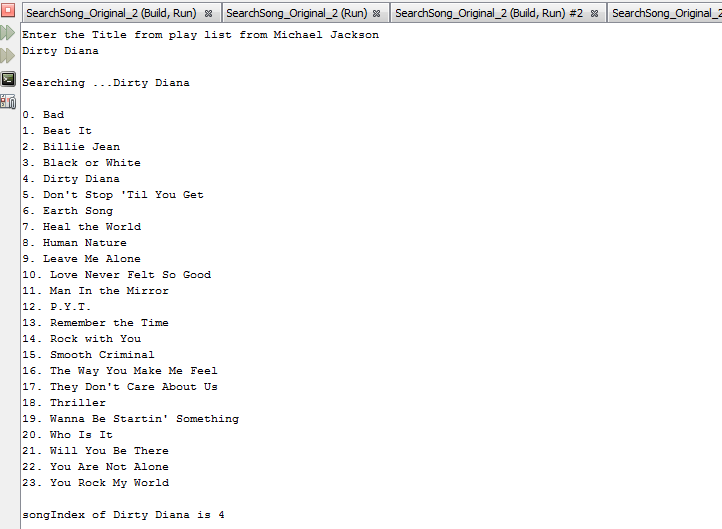 SearchSong_Original_2 (Build, Run) SearchSong_Original_2 (Run) SearchSong_Original_2 (Build, Run) #2 SearchSong_Original_2
Enter the Title from play list from Michael Jackson
Dirty Diana
Searching ...Dirty Diana
0. Bad
1. Beat It
2. Billie Jean
3. Black or White
4. Dirty Diana
5. Don't Stop 'Til You Get
6. Earth Song
7. Heal the World
8. Human Nature
9. Leave Me Alone
10. Love Never Felt So Good
11. Man In the Mirror
12. P.Y.T.
13. Remember the Time
14. Rock with You
15. Smooth Criminal
16. The Way You Make Me Feel
17. They Don't Care About Us
18. Thriller
19. Wanna Be Startin' Something
20. Who Is It
21. Will You Be There
22. You Are Not Alone
23. You Rock My World
songIndex of Dirty Diana is 4